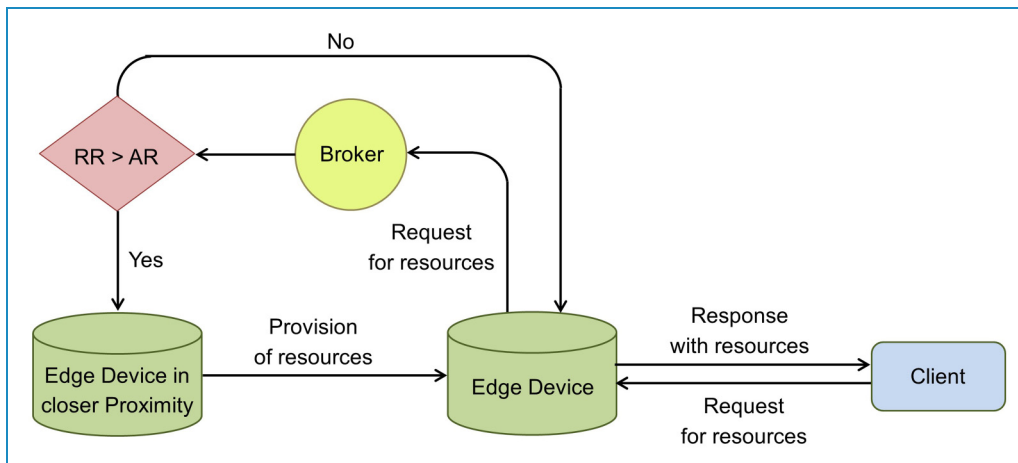 No
RR > AR
Broker
Request
for resources
Yes
Provision
of resources
Response
with resources
Edge Device in
closer Proximity
Edge Device
Client
Request
for resources